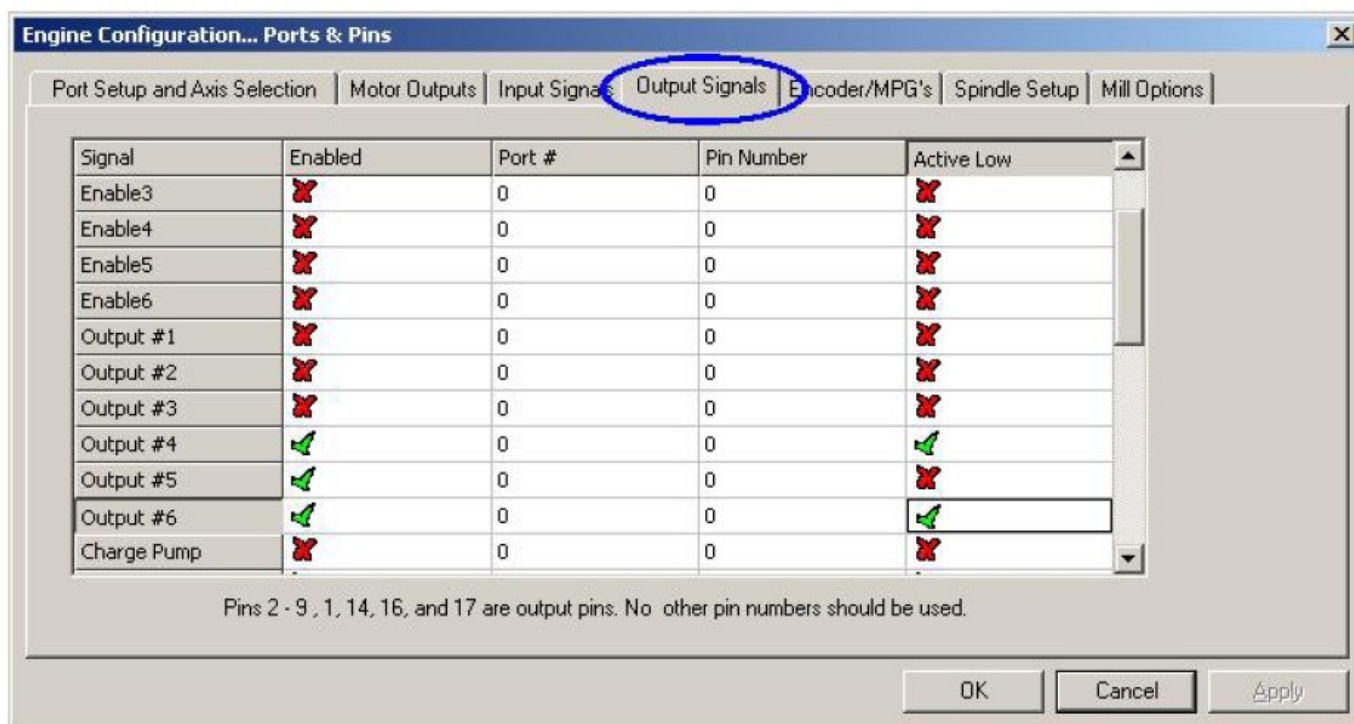 Engine Configuration... Ports & Pins
Port Setup and Axis Selection Motor Outputs Input Signals Output Signals Encoder/MPG's Spindle Setup Mill Options
Signal Enabled Port # Pin Number Active Low
Enable3 0 0
Enable4 0 0
Enable5 0 0
Enable6 0 0
Output #1 0 0
Output #2 0 0
Output #3 0 0
Output #4 0 0
Output #5 0 0
Output #6 0 0
Charge Pump 0 0
Pins 2 - 9 , 1, 14, 16, and 17 are output pins. No other pin numbers should be used.
OK Cancel Apply